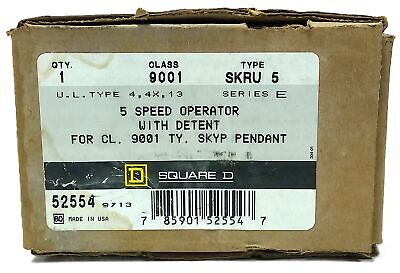 QTY. CLASS TYPE
1 9001 SKRU 5
U.L. TYPE 4,4X,13 SERIES E
5 SPEED OPERATOR
WITH DETENT
FOR CL. 9001 TY. SKYP PENDANT
D SQUARE D
52554 9713
MADE IN USA
7 85901 52554 7